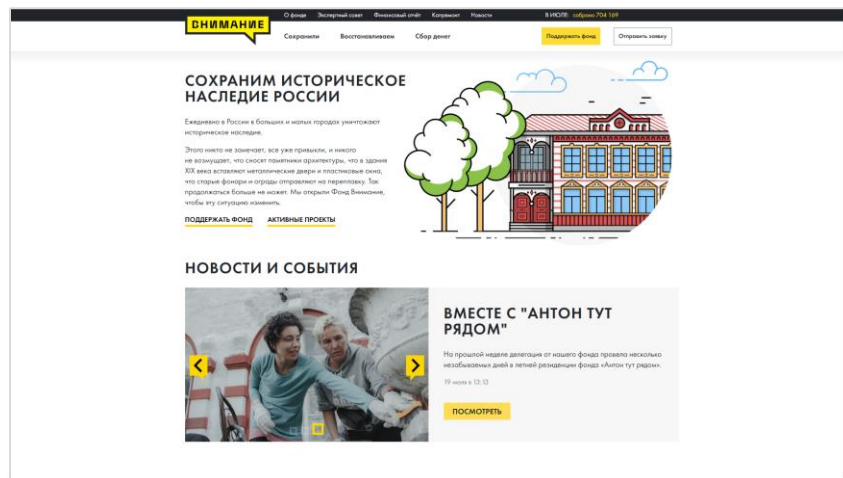 ВНИМАНИЕ
О фонде Экспертный совет Финансовый отчёт Капремонт Новости В ИЮЛЕ: собрано 704 169
Сохранили Восстанавливаем Сбор денег Поддержать фонд Отправить заявку
СОХРАНИМ ИСТОРИЧЕСКОЕ
НАСЛЕДИЕ РОССИИ
Ежедневно в России в больших и малых городах уничтожают
историческое наследие.
Этого никто не замечает, все уже привыкли, и никого
не возмущает, что сносят памятники архитектуры, что в здания
XIX века вставляют металлические двери и пластиковые окна,
что старые фонари и ограды отправляют на переплавку. Так
продолжаться больше не может. Мы открыли Фонд Внимание,
чтобы эту ситуацию изменить.
ПОДДЕРЖАТЬ ФОНД АКТИВНЫЕ ПРОЕКТЫ
НОВОСТИ И СОБЫТИЯ
ВМЕСТЕ С "АНТОН ТУТ
РЯДОМ"
На прошлой неделе делегация от нашего фонда провела несколько
незабываемых дней в летней резиденции фонда «Антон тут рядом».
19 июля в 13:13
ПОСМОТРЕТЬ